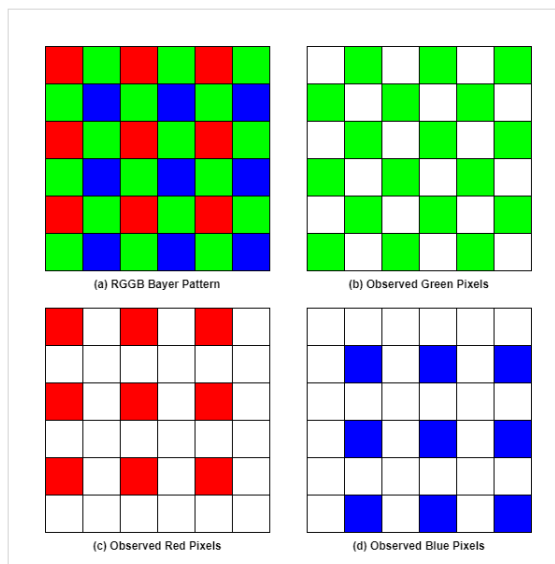 (a) RGGB Bayer Pattern
(b) Observed Green Pixels
(c) Observed Red Pixels
(d) Observed Blue Pixels